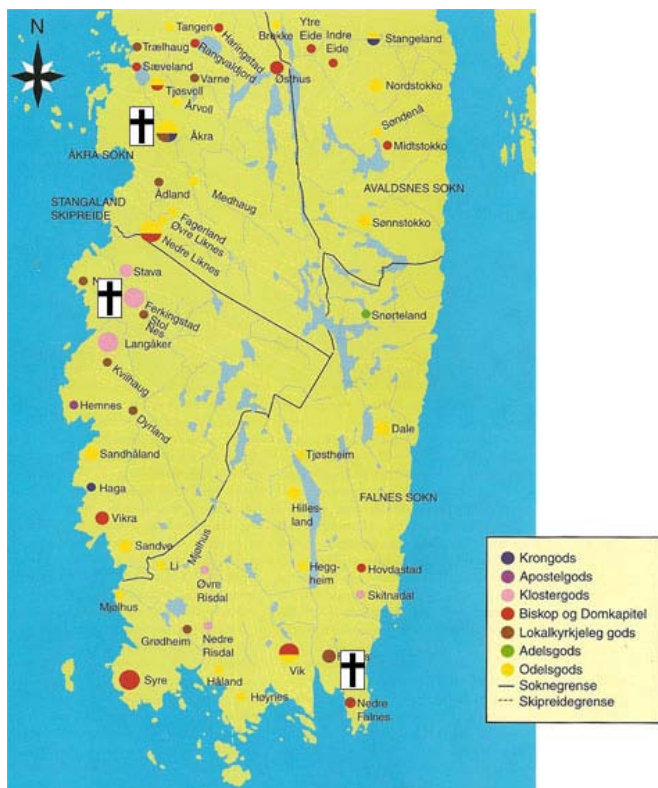 N
Tangen
Haringstad
Rangvaldjord
Trælhaug
Sæveland
Varne
Tjøsvoll
Årvoll
Åkra
ÅKRA SOKN
Brekke
Ytre
Eide
Indre
Eide
Østhus
Stangeland
Nordstokko
Søndenå
Midtstokko
AVALDSNES SOKN
Sønnstokko
Ådland
Medhaug
STANGALAND
SKIPREIDE
Fagerland
Øvre Liknes
Nedre Liknes
Stava
Ferkingstad
Stol
Nes
Langåker
Kvilhaug
Snørteland
Hemnes
Dyrland
Sandhåland
Haga
Vikra
Sandve
Dale
Tjøstheim
Hilles-
land
FALNES SOKN
Mjølhus
Li
Øvre
Risdal
Hegg-
heim
Hovdastad
Skitnadal
Mjølhus
Grødheim
Nedre
Risdal
Syre
Håland
Høynes
Vik
Nedre
Falnes
Krongods
Apostelgods
Klostergods
Biskop og Domkapitel
Lokalkyrkjeleg gods
Adelsgods
Odelsgods
Soknegrense
Skipreidegrense